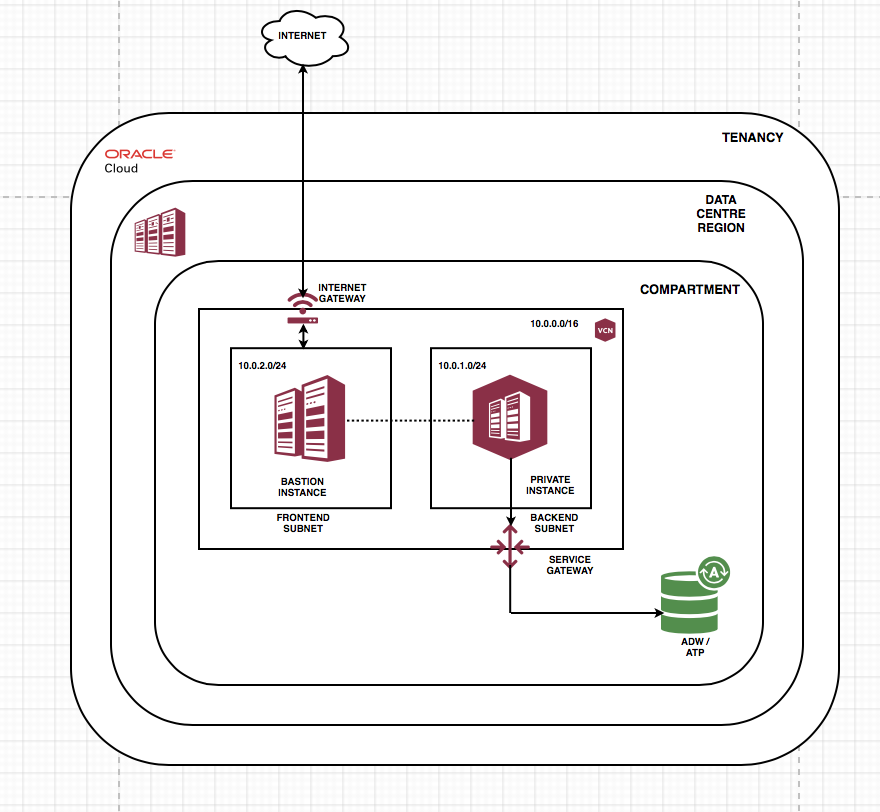 INTERNET
TENANCY
ORACLE
Cloud
DATA
CENTRE
REGION
COMPARTMENT
INTERNET
GATEWAY
10.0.0.0/16
VCN
10.0.2.0/24
10.0.1.0/24
BASTION
INSTANCE
PRIVATE
INSTANCE
FRONTEND
SUBNET
BACKEND
SUBNET
SERVICE
GATEWAY
A
ADW /
ATP